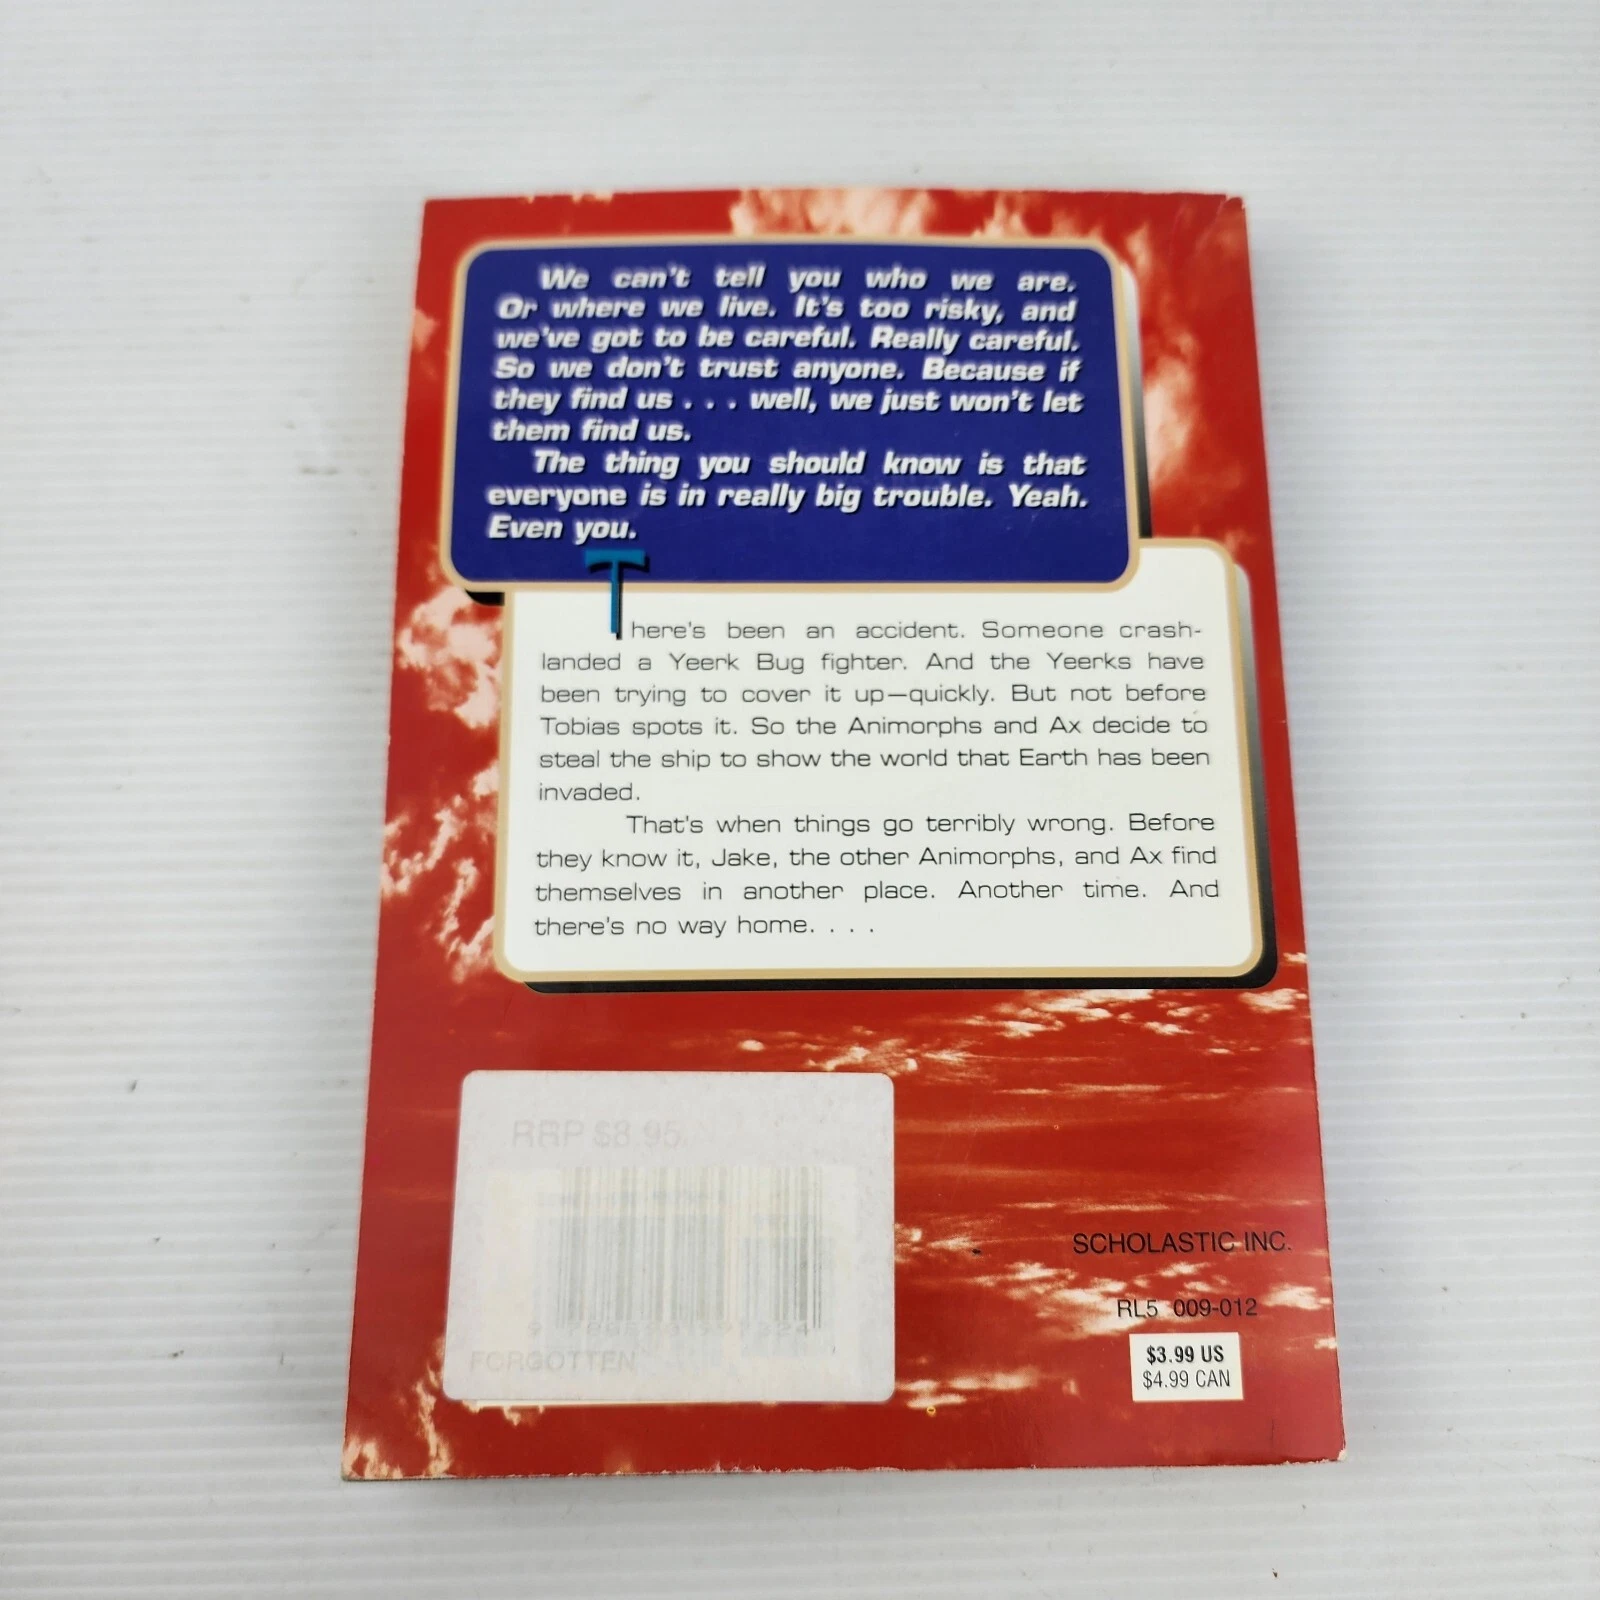 We can't tell you who we are.
Or where we live. It's too risky, and
we've got to be careful. Really careful.
So we don't trust anyone. Because if
they find us . . . well, we just won't let
them find us.
The thing you should know is that
everyone is in really big trouble. Yeah.
Even you.
There's been an accident. Someone crash-
landed a Yeerk Bug fighter. And the Yeerks have
been trying to cover it up—quickly. But not before
Tobias spots it. So the Animorphs and Ax decide to
steal the ship to show the world that Earth has been
invaded.
That's when things go terribly wrong. Before
they know it, Jake, the other Animorphs, and Ax find
themselves in another place. Another time. And
there's no way home. . . .
RRP $8.95
FORGOTTEN
SCHOLASTIC INC.
RL5 009-012
$3.99 US
$4.99 CAN